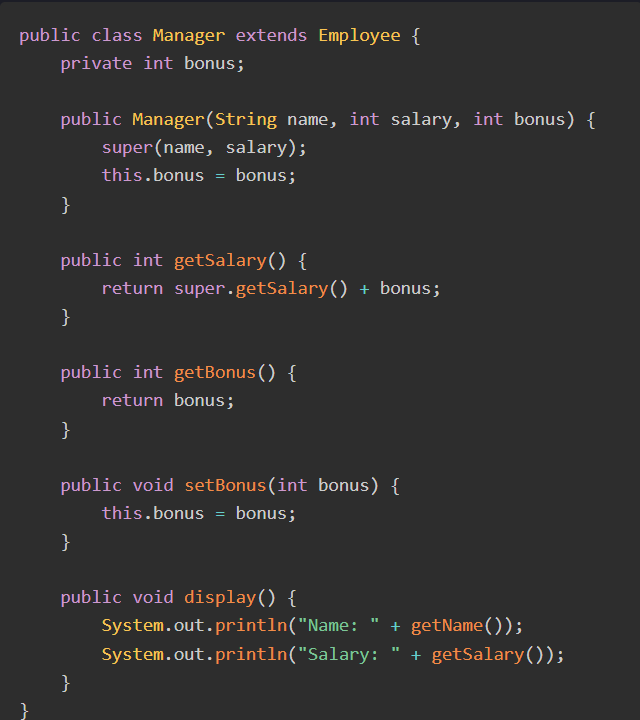 public class Manager extends Employee {
    private int bonus;

    public Manager(String name, int salary, int bonus) {
        super(name, salary);
        this.bonus = bonus;
    }

    public int getSalary() {
        return super.getSalary() + bonus;
    }

    public int getBonus() {
        return bonus;
    }

    public void setBonus(int bonus) {
        this.bonus = bonus;
    }

    public void display() {
        System.out.println("Name: " + getName());
        System.out.println("Salary: " + getSalary());
    }
}